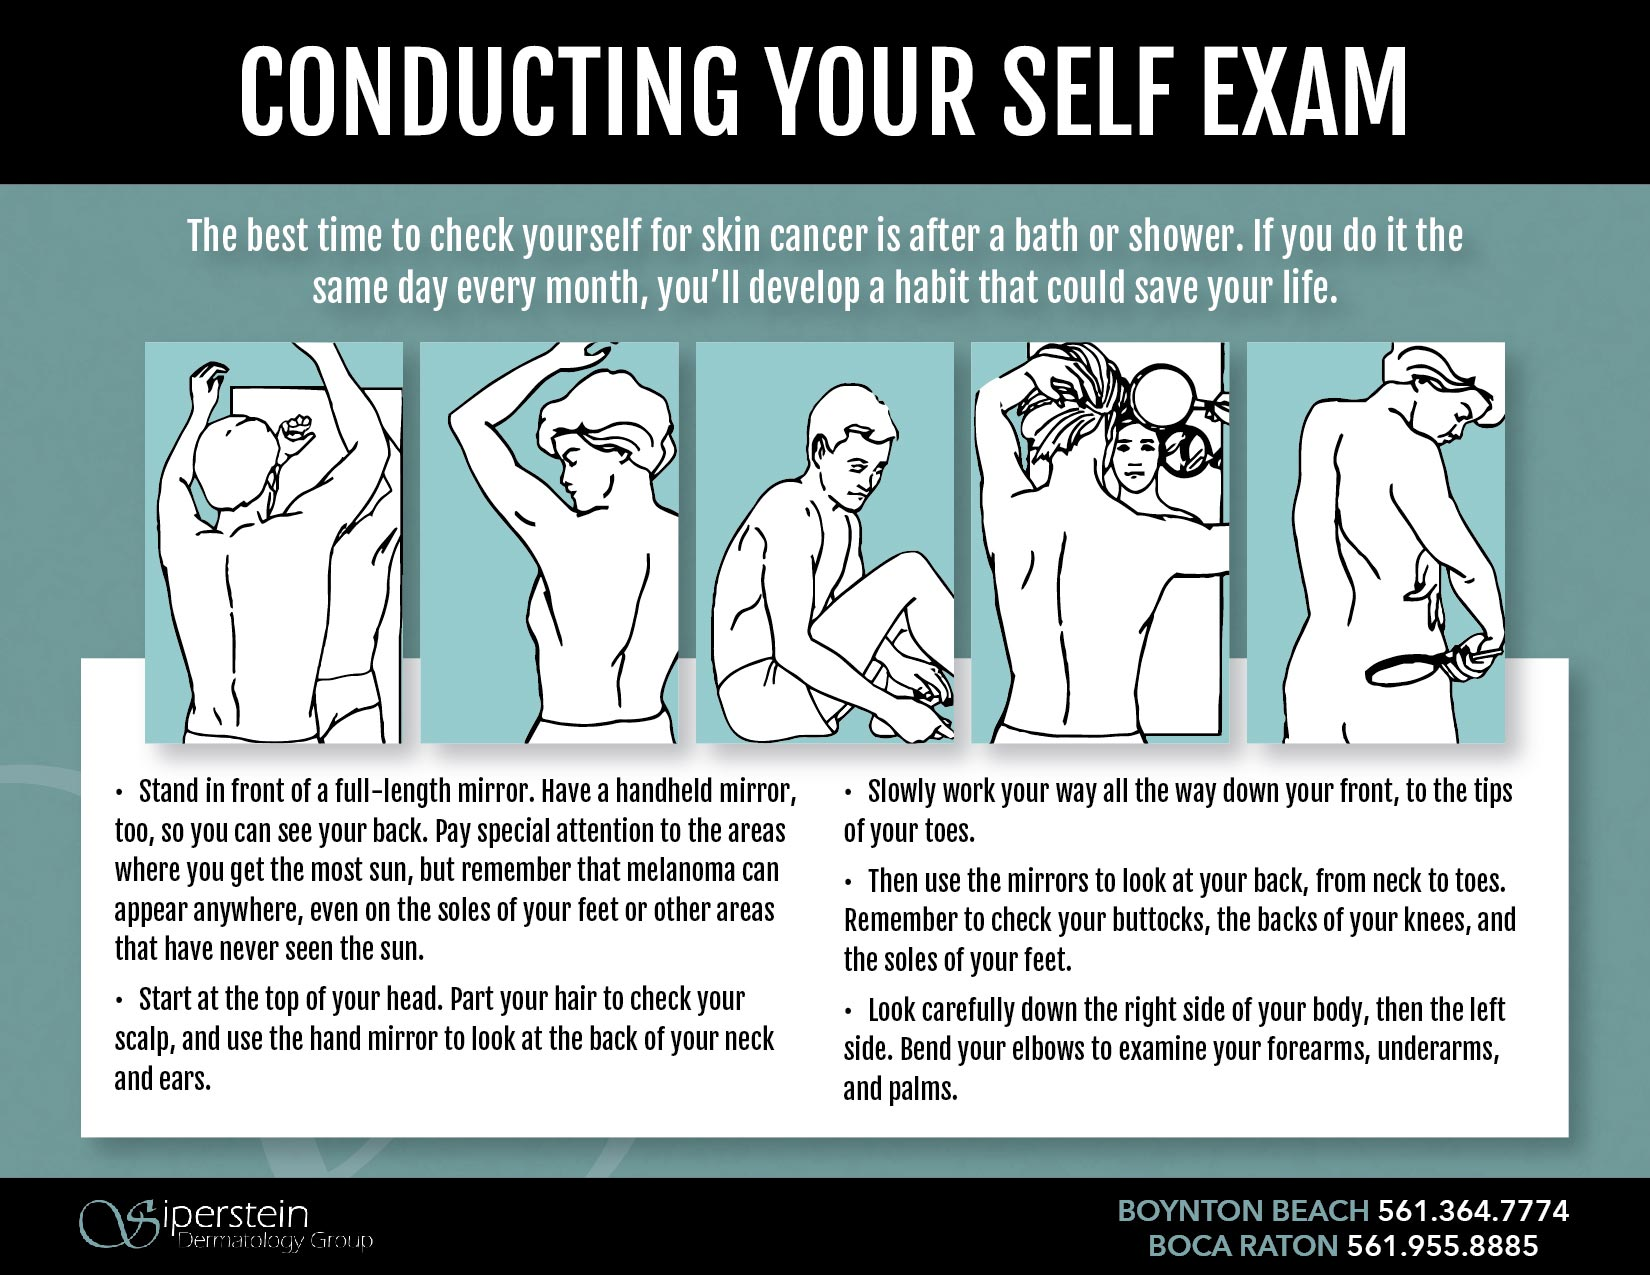 CONDUCTING YOUR SELF EXAM
The best time to check yourself for skin cancer is after a bath or shower. If you do it the
same day every month, you'll develop a habit that could save your life.
• Stand in front of a full-length mirror. Have a handheld mirror,
too, so you can see your back. Pay special attention to the areas
where you get the most sun, but remember that melanoma can
appear anywhere, even on the soles of your feet or other areas
that have never seen the sun.
• Start at the top of your head. Part your hair to check your
scalp, and use the hand mirror to look at the back of your neck
and ears.
• Slowly work your way all the way down your front, to the tips
of your toes.
• Then use the mirrors to look at your back, from neck to toes.
Remember to check your buttocks, the backs of your knees, and
the soles of your feet.
• Look carefully down the right side of your body, then the left
side. Bend your elbows to examine your forearms, underarms,
and palms.
Siperstein
Dermatology Group
BOYNTON BEACH 561.364.7774
BOCA RATON 561.955.8885